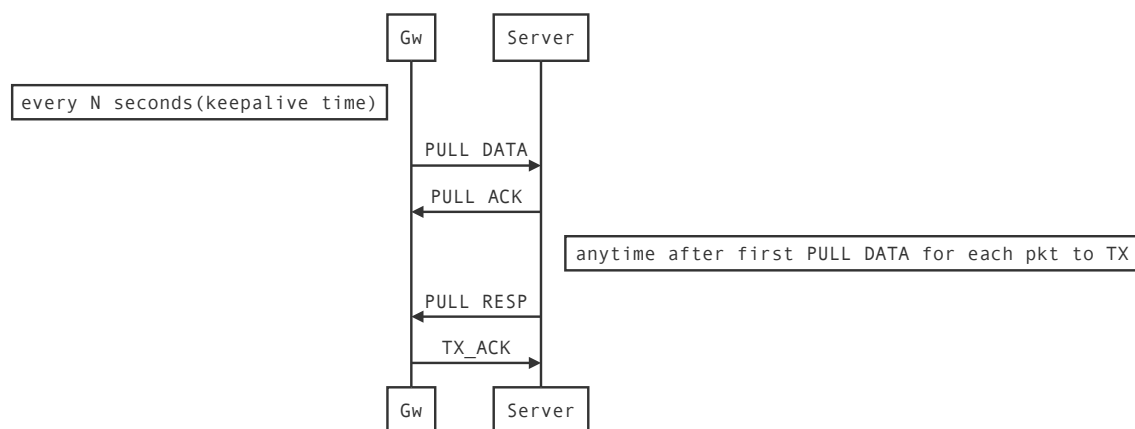 Gw
Server
every N seconds(keepalive time)
PULL DATA
PULL ACK
anytime after first PULL DATA for each pkt to TX
PULL RESP
TX_ACK
Gw
Server